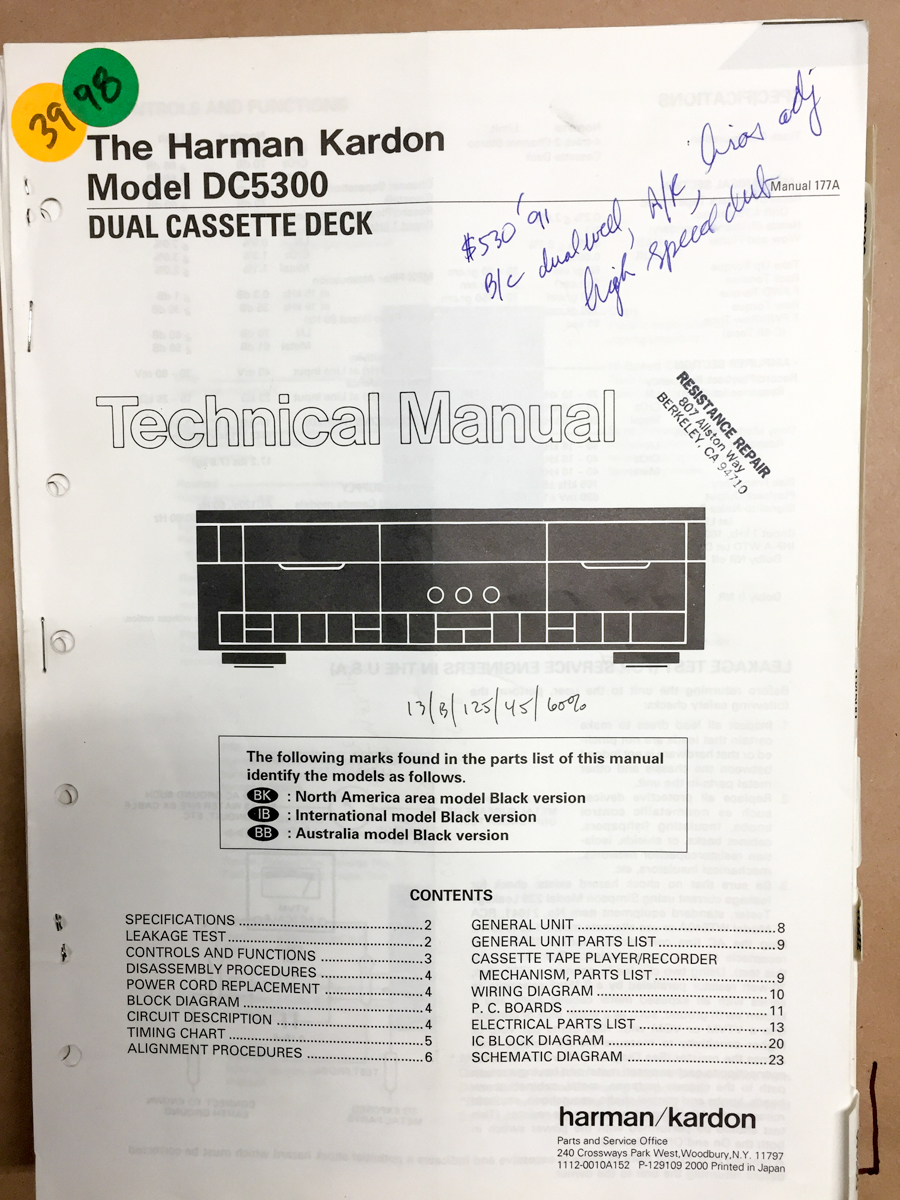 39
98
The Harman Kardon
Model DC5300
DUAL CASSETTE DECK
Manual 177A
$530 '91
B/C dual well, A/R, bias adj
high speed dub
Technical Manual
RESISTANCE REPAIR
807 Allston Way
BERKELEY, CA 94710
13/B/125/45/60%
The following marks found in the parts list of this manual
identify the models as follows.
BK : North America area model Black version
IB : International model Black version
BB : Australia model Black version
CONTENTS
SPECIFICATIONS ................ 2
LEAKAGE TEST ................ 2
CONTROLS AND FUNCTIONS ................ 3
DISASSEMBLY PROCEDURES ................ 4
POWER CORD REPLACEMENT ................ 4
BLOCK DIAGRAM ................ 4
CIRCUIT DESCRIPTION ................ 4
TIMING CHART ................ 5
ALIGNMENT PROCEDURES ................ 6
GENERAL UNIT ................ 8
GENERAL UNIT PARTS LIST ................ 9
CASSETTE TAPE PLAYER/RECORDER
MECHANISM, PARTS LIST ................ 9
WIRING DIAGRAM ................ 10
P. C. BOARDS ................ 11
ELECTRICAL PARTS LIST ................ 13
IC BLOCK DIAGRAM ................ 20
SCHEMATIC DIAGRAM ................ 23
harman/kardon
Parts and Service Office
240 Crossways Park West,Woodbury,N.Y. 11797
1112-0010A152 P-129109 2000 Printed in Japan